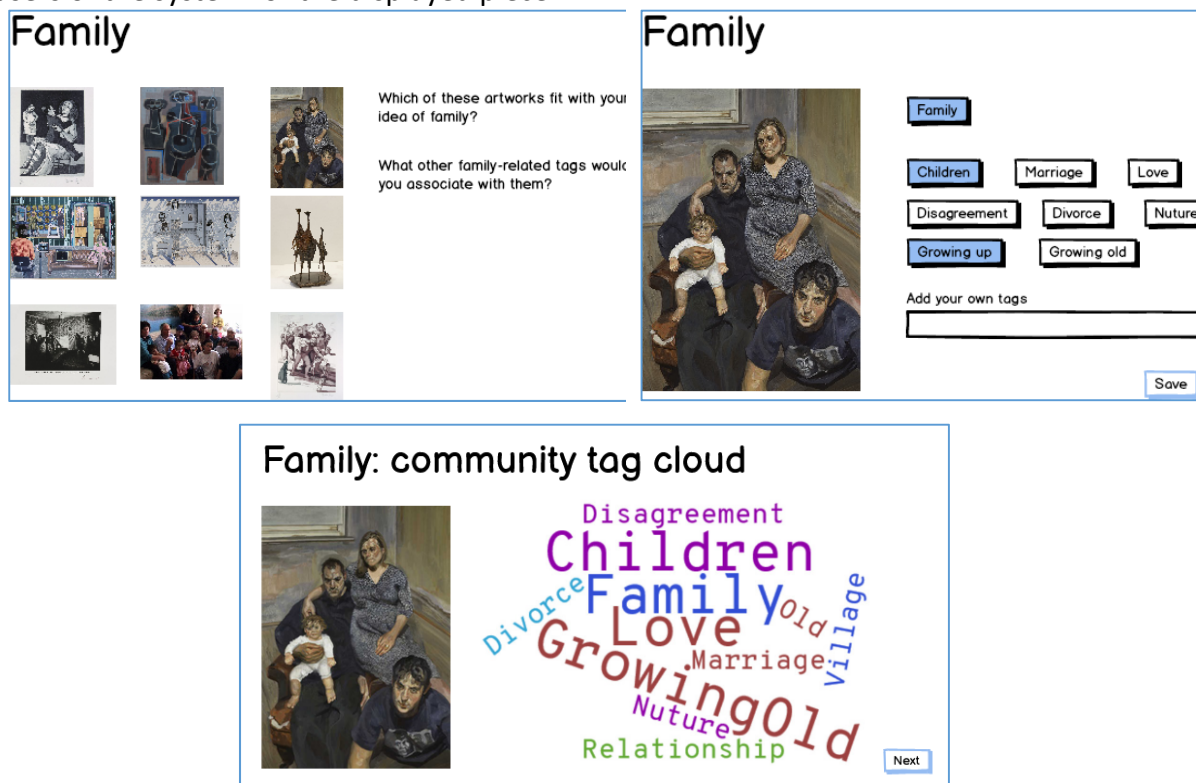 Family
Which of these artworks fit with your
idea of family?
What other family-related tags would
you associate with them?
Family
Family
Children Marriage Love
Disagreement Divorce Nuture
Growing up Growing old
Add your own tags
Save
Family: community tag cloud
Disagreement
Children
Divorce
Family
Old
Village
Love
GrowingOld
Marriage
Nuture
Relationship
Next